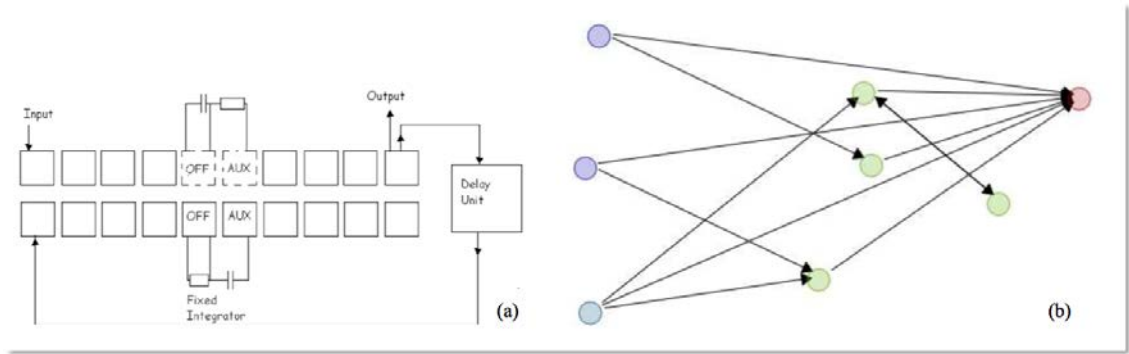 Input
Output
OFF
AUX
Delay
Unit
OFF
AUX
Fixed
Integrator
(a)
(b)